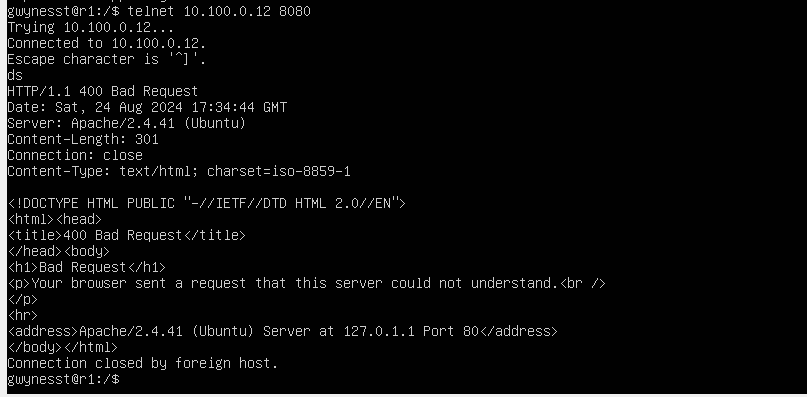 gwynesst@r1:/$ telnet 10.100.0.12 8080
Trying 10.100.0.12...
Connected to 10.100.0.12.
Escape character is '^]'.
ds
HTTP/1.1 400 Bad Request
Date: Sat, 24 Aug 2024 17:34:44 GMT
Server: Apache/2.4.41 (Ubuntu)
Content-Length: 301
Connection: close
Content-Type: text/html; charset=iso-8859-1

<!DOCTYPE HTML PUBLIC "-//IETF//DTD HTML 2.0//EN">
<html><head>
<title>400 Bad Request</title>
</head><body>
<h1>Bad Request</h1>
<p>Your browser sent a request that this server could not understand.<br />
</p>
<hr>
<address>Apache/2.4.41 (Ubuntu) Server at 127.0.1.1 Port 80</address>
</body></html>
Connection closed by foreign host.
gwynesst@r1:/$